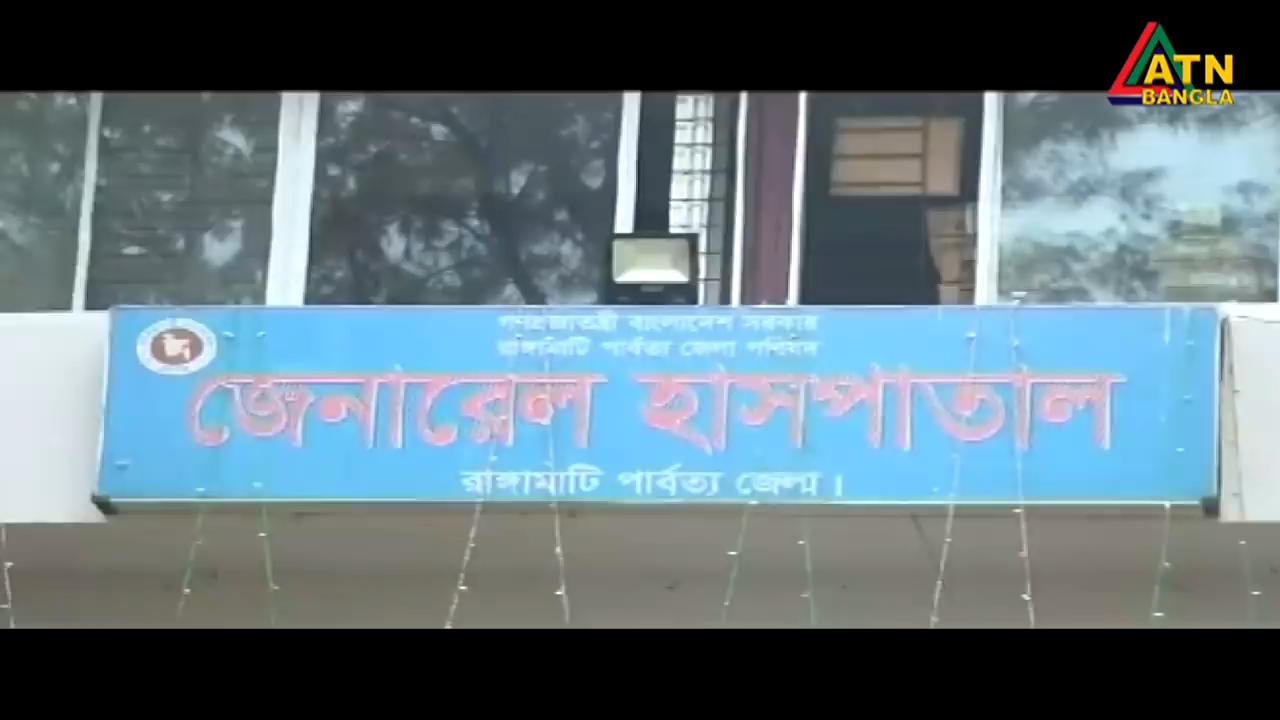 ATN
BANGLA
গণপ্রজাতন্ত্রী বাংলাদেশ সরকার
রাঙ্গামাটি পার্বত্য জেলা পরিষদ
জেনারেল হাসপাতাল
রাঙ্গামাটি পার্বত্য জেলা।